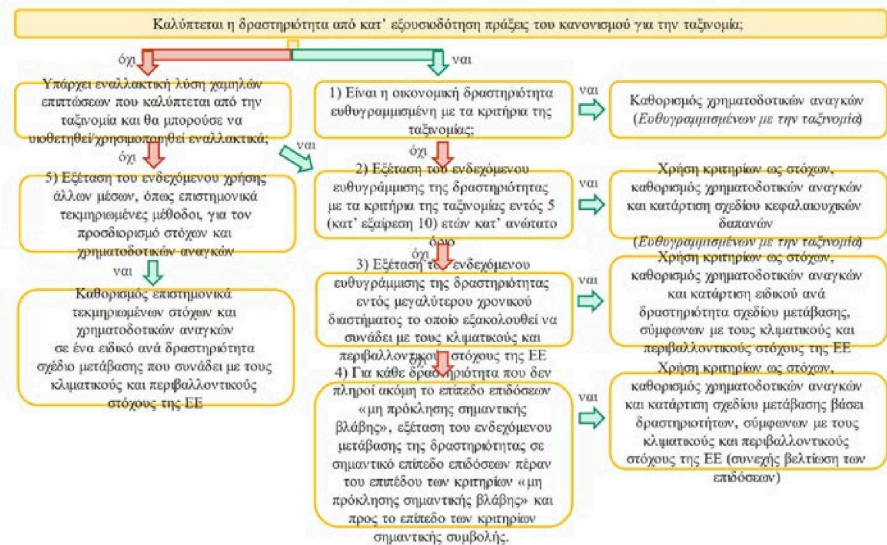 Καλύπτεται η δραστηριότητα από κατ’ εξουσιοδότηση πράξεις του κανονισμού για την ταξινομία;
όχι
ναι
Υπάρχει εναλλακτική λύση χαμηλών
επιπτώσεων που καλύπτεται από την
ταξινομία και θα μπορούσε να
υιοθετηθεί/χρησιμοποιηθεί εναλλακτικά;
1) Είναι η οικονομική δραστηριότητα
ευθυγραμμισμένη με τα κριτήρια της
ταξινομίας;
ναι
Καθορισμός χρηματοδοτικών αναγκών
(Ευθυγραμμισμένων με την ταξινομία)
όχι
ναι
όχι
5) Εξέταση του ενδεχόμενου χρήσης
άλλων μέσων, όπως επιστημονικά
τεκμηριωμένες μέθοδοι, για τον
προσδιορισμό στόχων και
χρηματοδοτικών αναγκών
2) Εξέταση του ενδεχόμενου
ευθυγράμμισης της δραστηριότητας
με τα κριτήρια της ταξινομίας εντός 5
(κατ’ εξαίρεση 10) ετών κατ’ ανώτατο
όριο
ναι
Χρήση κριτηρίων ως στόχων,
καθορισμός χρηματοδοτικών αναγκών
και κατάρτιση σχεδίου κεφαλαιουχικών
δαπανών
(Ευθυγραμμισμένων με την ταξινομία)
ναι
όχι
Καθορισμός επιστημονικά
τεκμηριωμένων στόχων και
χρηματοδοτικών αναγκών
σε ένα ειδικό ανά δραστηριότητα
σχέδιο μετάβασης που συνάδει με τους
κλιματικούς και περιβαλλοντικούς
στόχους της ΕΕ
3) Εξέταση του ενδεχόμενου
ευθυγράμμισης της δραστηριότητας
εντός μεγαλύτερου χρονικού
διαστήματος το οποίο εξακολουθεί να
συνάδει με τους κλιματικούς και
περιβαλλοντικούς στόχους της ΕΕ
ναι
Χρήση κριτηρίων ως στόχων,
καθορισμός χρηματοδοτικών αναγκών
και κατάρτιση ειδικού ανά
δραστηριότητα σχεδίου μετάβασης,
σύμφωνων με τους κλιματικούς και
περιβαλλοντικούς στόχους της ΕΕ
όχι
4) Για κάθε δραστηριότητα που δεν
πληροί ακόμη το επίπεδο επιδόσεων
«μη πρόκλησης σημαντικής
βλάβης», εξέταση του ενδεχόμενου
μετάβασης της δραστηριότητας σε
σημαντικό επίπεδο επιδόσεων πέραν
του επιπέδου των κριτηρίων «μη
πρόκλησης σημαντικής βλάβης» και
προς το επίπεδο των κριτηρίων
σημαντικής συμβολής.
ναι
Χρήση κριτηρίων ως στόχων,
καθορισμός χρηματοδοτικών αναγκών
και κατάρτιση σχεδίου μετάβασης βάσει
δραστηριοτήτων, σύμφωνων με τους
κλιματικούς και περιβαλλοντικούς
στόχους της ΕΕ (συνεχής βελτίωση των
επιδόσεων)